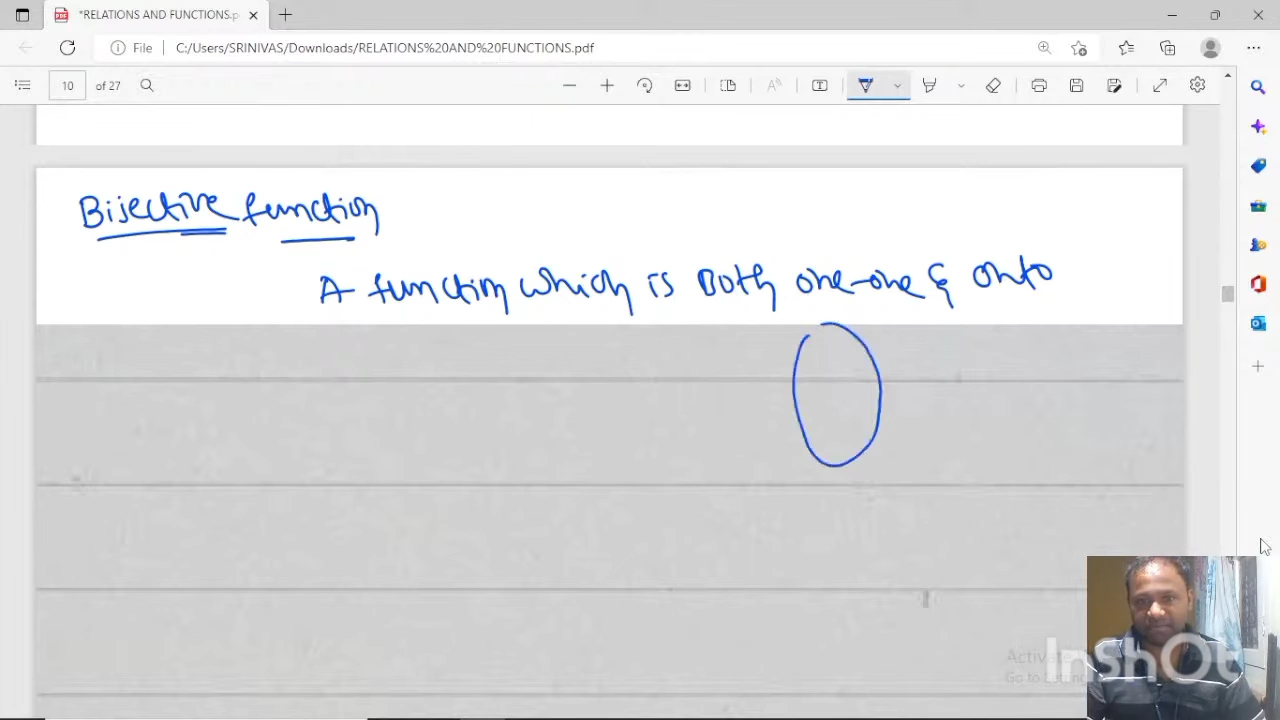 *RELATIONS AND FUNCTIONS.p
File
C:/Users/SRINIVAS/Downloads/RELATIONS%20AND%20FUNCTIONS.pdf
10 of 27
Bijective function
A function which is Both one-one & onto
InShOt